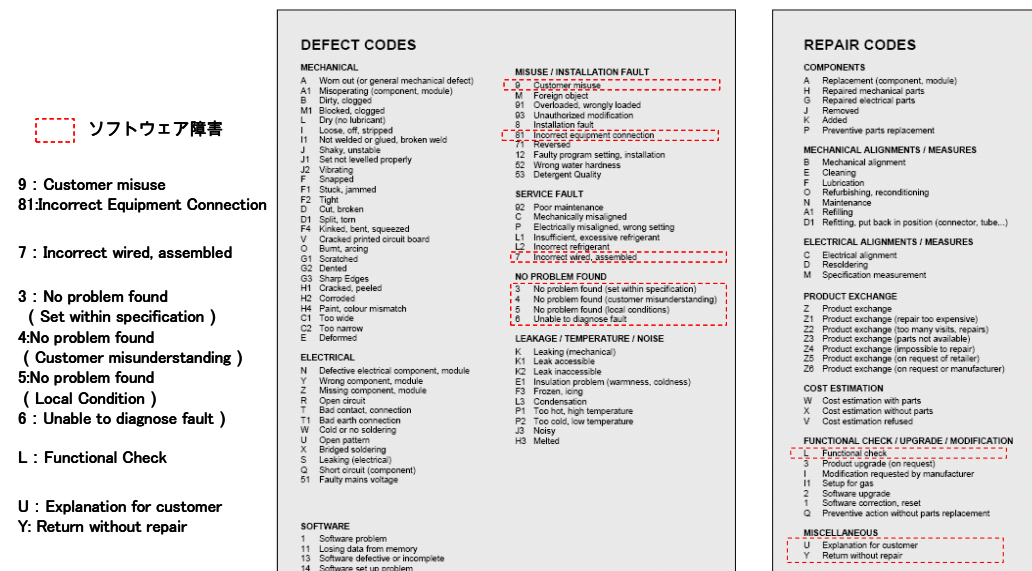 ソフトウェア障害
9：Customer misuse
81:Incorrect Equipment Connection
7：Incorrect wired, assembled
3：No problem found
（Set within specification）
4:No problem found
（Customer misunderstanding）
5:No problem found
（Local Condition）
6：Unable to diagnose fault）
L：Functional Check
U：Explanation for customer
Y: Return without repair
DEFECT CODES
MECHANICAL
A Worn out (or general mechanical defect)
A1 Misoperating (component, module)
B Dirty, clogged
M1 Blocked, clogged
L Dry (no lubricant)
I Loose, off, stripped
I1 Not welded or glued, broken weld
J Shaky, unstable
J1 Set not levelled properly
J2 Vibrating
F Snapped
F1 Stuck, jammed
F2 Tight
D Cut, broken
D1 Split, torn
F4 Kinked, bent, squeezed
V Cracked printed circuit board
O Burnt, arcing
G1 Scratched
G2 Dented
G3 Sharp Edges
H1 Cracked, peeled
H2 Corroded
H4 Paint, colour mismatch
C1 Too wide
C2 Too narrow
E Deformed
ELECTRICAL
N Defective electrical component, module
Y Wrong component, module
Z Missing component, module
R Open circuit
T Bad contact, connection
T1 Bad earth connection
W Cold or no soldering
U Open pattern
X Bridged soldering
S Leaking (electrical)
Q Short circuit (component)
51 Faulty mains voltage
SOFTWARE
1 Software problem
11 Losing data from memory
13 Software defective or incomplete
14 Software set up problem
MISUSE / INSTALLATION FAULT
9 Customer misuse
M Foreign object
91 Overloaded, wrongly loaded
93 Unauthorized modification
8 Installation fault
81 Incorrect equipment connection
71 Reversed
12 Faulty program setting, installation
52 Wrong water hardness
53 Detergent Quality
SERVICE FAULT
92 Poor maintenance
C Mechanically misaligned
P Electrically misaligned, wrong setting
L1 Insufficient, excessive refrigerant
L2 Incorrect refrigerant
7 Incorrect wired, assembled
NO PROBLEM FOUND
3 No problem found (set within specification)
4 No problem found (customer misunderstanding)
5 No problem found (local conditions)
6 Unable to diagnose fault
LEAKAGE / TEMPERATURE / NOISE
K Leaking (mechanical)
K1 Leak accessible
K2 Leak inaccessible
E1 Insulation problem (warmness, coldness)
F3 Frozen, icing
L3 Condensation
P1 Too hot, high temperature
P2 Too cold, low temperature
J3 Noisy
H3 Melted
REPAIR CODES
COMPONENTS
A Replacement (component, module)
H Repaired mechanical parts
G Repaired electrical parts
J Removed
K Added
P Preventive parts replacement
MECHANICAL ALIGNMENTS / MEASURES
B Mechanical alignment
E Cleaning
F Lubrication
O Refurbishing, reconditioning
N Maintenance
A1 Refilling
D1 Refitting, put back in position (connector, tube...)
ELECTRICAL ALIGNMENTS / MEASURES
C Electrical alignment
D Resoldering
M Specification measurement
PRODUCT EXCHANGE
Z Product exchange
Z1 Product exchange (repair too expensive)
Z2 Product exchange (too many visits, repairs)
Z3 Product exchange (parts not available)
Z4 Product exchange (impossible to repair)
Z5 Product exchange (on request of retailer)
Z6 Product exchange (on request or manufacturer)
COST ESTIMATION
W Cost estimation with parts
X Cost estimation without parts
V Cost estimation refused
FUNCTIONAL CHECK / UPGRADE / MODIFICATION
L Functional check
3 Product upgrade (on request)
I Modification requested by manufacturer
I1 Setup for gas
2 Software upgrade
1 Software correction, reset
Q Preventive action without parts replacement
MISCELLANEOUS
U Explanation for customer
Y Return without repair